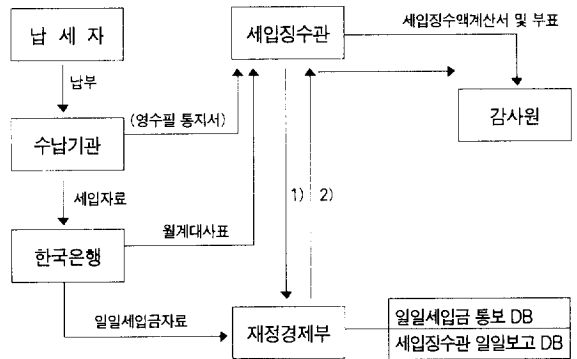 납 세 자
세입징수관
세입징수액계산서 및 부표
납부
(영수필 통지서)
감사원
수납기관
1)
2)
세입자료
월계대사표
한국은행
일일세입금자료
재정경제부
일일세입금 통보 DB
세입징수관 일일보고 DB